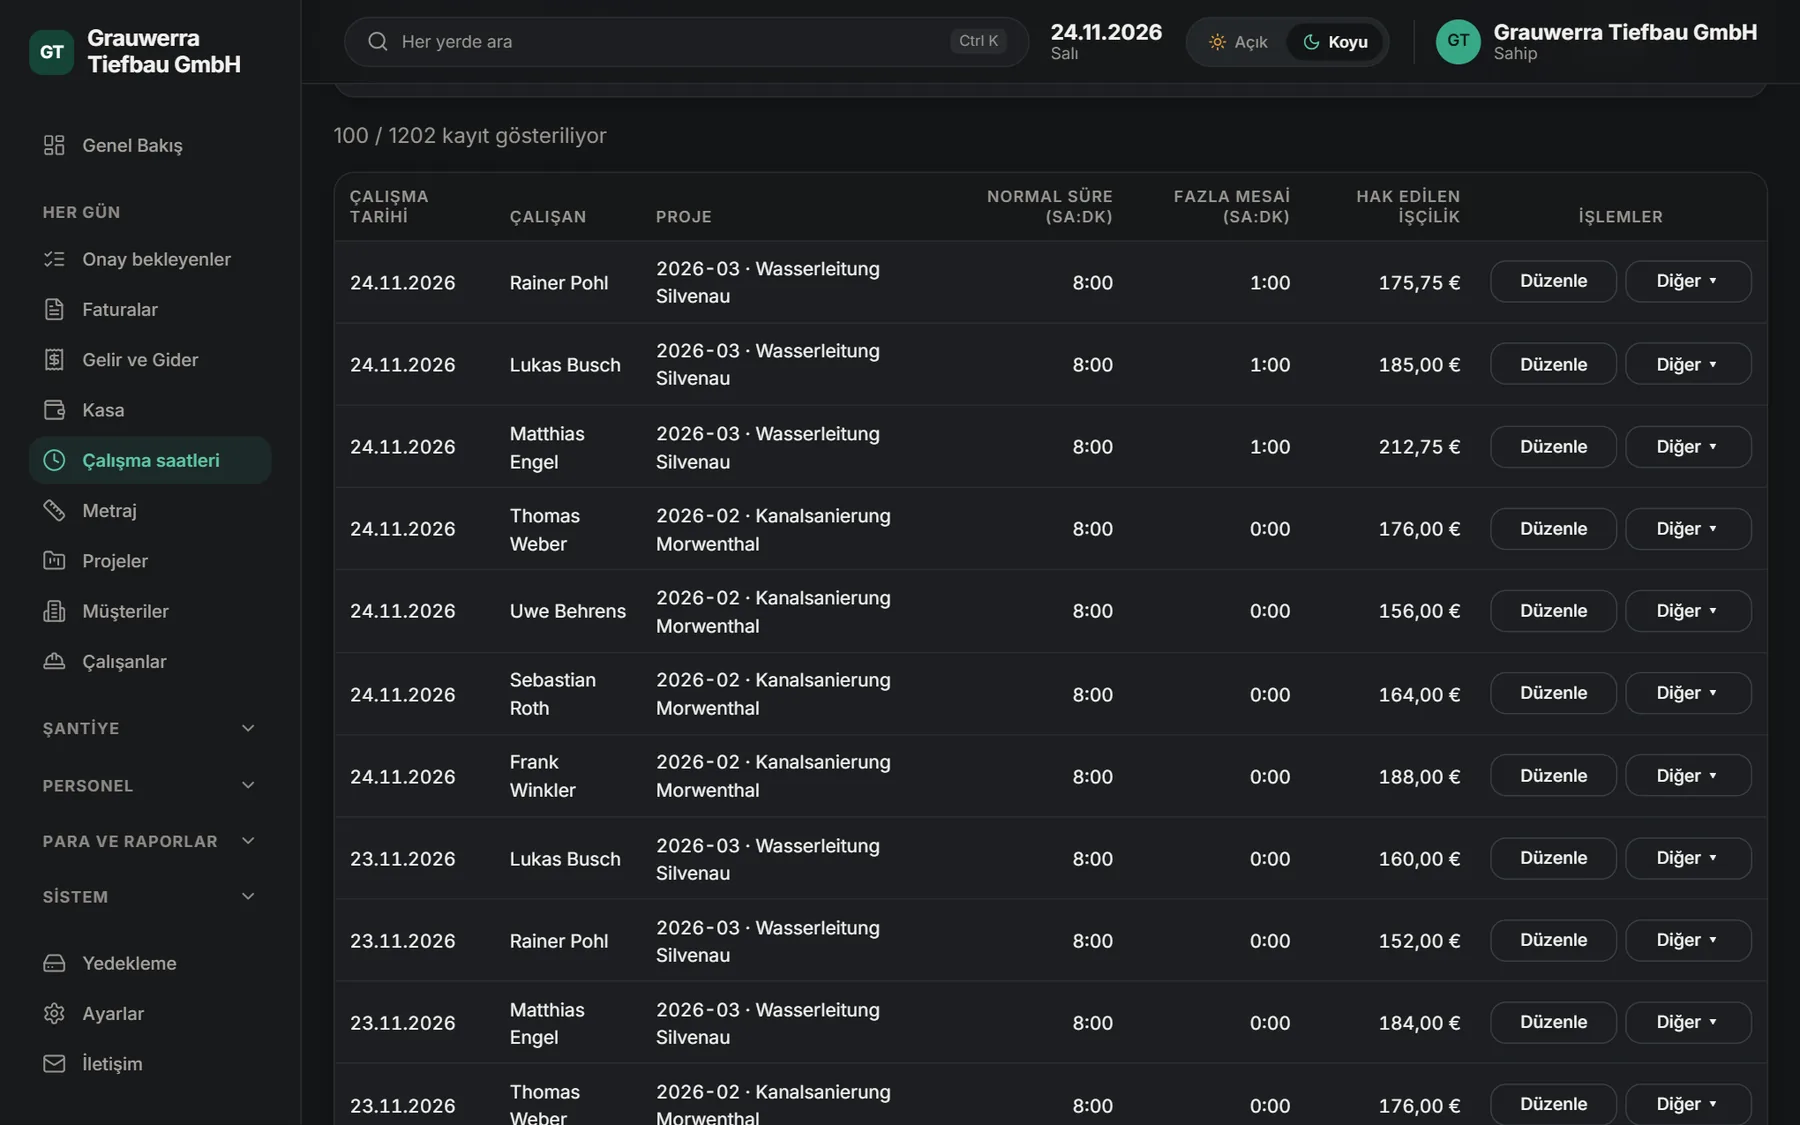 GT
Grauwerra
Tiefbau GmbH
Her yerde ara
Ctrl K
24.11.2026
Salı
Açık
Koyu
GT
Grauwerra Tiefbau GmbH
Sahip
Genel Bakış
HER GÜN
Onay bekleyenler
Faturalar
Gelir ve Gider
Kasa
Çalışma saatleri
Metraj
Projeler
Müşteriler
Çalışanlar
ŞANTİYE
PERSONEL
PARA VE RAPORLAR
SİSTEM
Yedekleme
Ayarlar
İletişim
100 / 1202 kayıt gösteriliyor
ÇALIŞMA
TARİHİ
ÇALIŞAN
PROJE
NORMAL SÜRE
(SA:DK)
FAZLA MESAİ
(SA:DK)
HAK EDİLEN
İŞÇİLİK
İŞLEMLER
24.11.2026 Rainer Pohl 2026-03 · Wasserleitung
Silvenau 8:00 1:00 175,75 € Düzenle Diğer ▾
24.11.2026 Lukas Busch 2026-03 · Wasserleitung
Silvenau 8:00 1:00 185,00 € Düzenle Diğer ▾
24.11.2026 Matthias
Engel 2026-03 · Wasserleitung
Silvenau 8:00 1:00 212,75 € Düzenle Diğer ▾
24.11.2026 Thomas
Weber 2026-02 · Kanalsanierung
Morwenthal 8:00 0:00 176,00 € Düzenle Diğer ▾
24.11.2026 Uwe Behrens 2026-02 · Kanalsanierung
Morwenthal 8:00 0:00 156,00 € Düzenle Diğer ▾
24.11.2026 Sebastian
Roth 2026-02 · Kanalsanierung
Morwenthal 8:00 0:00 164,00 € Düzenle Diğer ▾
24.11.2026 Frank
Winkler 2026-02 · Kanalsanierung
Morwenthal 8:00 0:00 188,00 € Düzenle Diğer ▾
23.11.2026 Lukas Busch 2026-03 · Wasserleitung
Silvenau 8:00 0:00 160,00 € Düzenle Diğer ▾
23.11.2026 Rainer Pohl 2026-03 · Wasserleitung
Silvenau 8:00 0:00 152,00 € Düzenle Diğer ▾
23.11.2026 Matthias
Engel 2026-03 · Wasserleitung
Silvenau 8:00 0:00 184,00 € Düzenle Diğer ▾
23.11.2026 Thomas
Weber 2026-02 · Kanalsanierung
Morwenthal 8:00 0:00 176,00 € Düzenle Diğer ▾